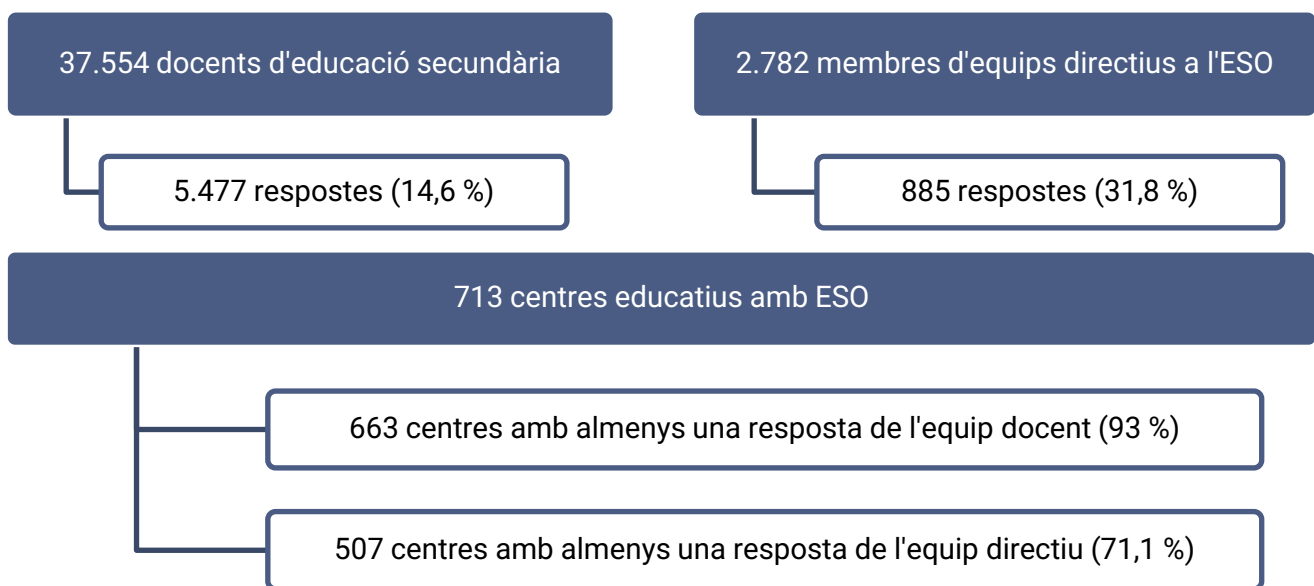 37.554 docents d'educació secundària
2.782 membres d'equips directius a l'ESO
5.477 respostes (14,6 %)
885 respostes (31,8 %)
713 centres educatius amb ESO
663 centres amb almenys una resposta de l'equip docent (93 %)
507 centres amb almenys una resposta de l'equip directiu (71,1 %)